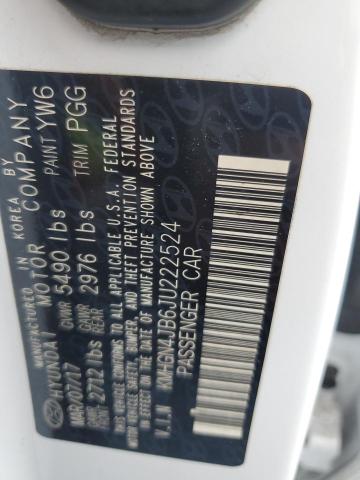 MANUFACTURED IN KOREA BY
HYUNDAI MOTOR COMPANY
MAR/07/17 GVWR 5490 lbs PAINT YW6
GAWR FRONT 2712 lbs GAWR REAR 2976 lbs TRIM PGG
THIS VEHICLE CONFORMS TO ALL APPLICABLE U.S.A. FEDERAL
MOTOR VEHICLE SAFETY, BUMPER, AND THEFT PREVENTION STANDARDS
IN EFFECT ON THE DATE OF MANUFACTURE SHOWN ABOVE
V.I.N KMHGN4JB6JU222524
PASSENGER CAR